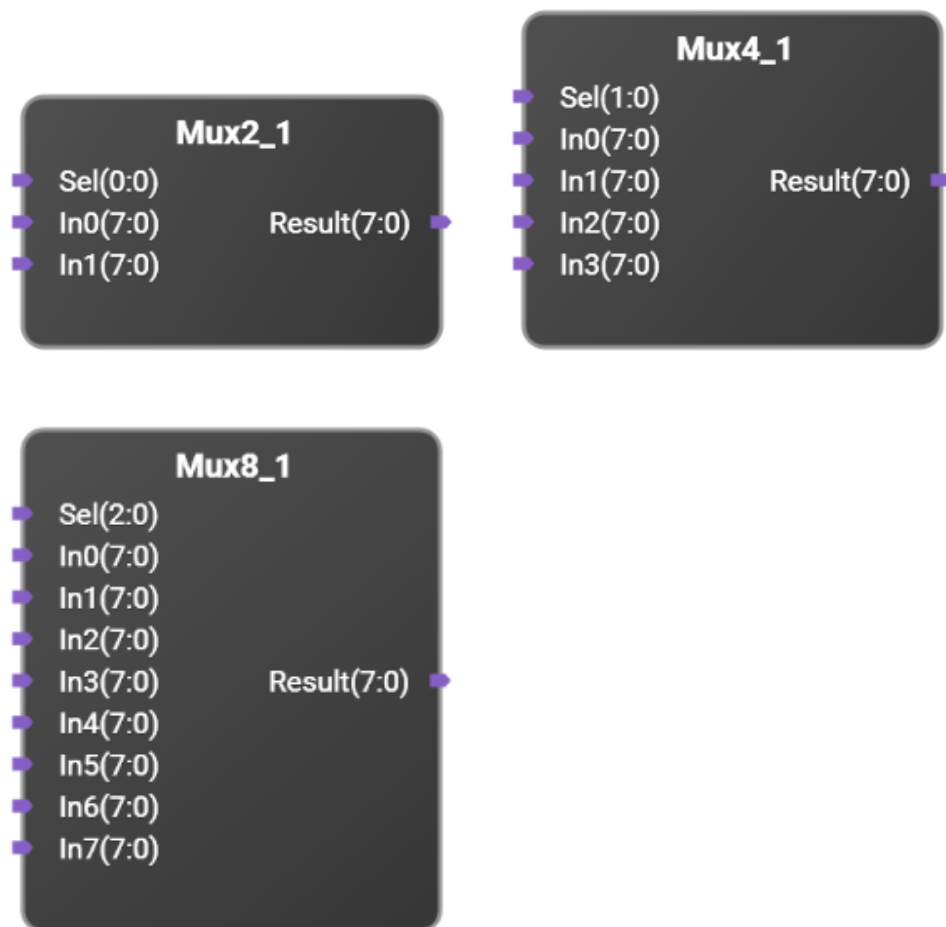 Mux2_1
Sel(0:0)
In0(7:0)
Result(7:0)
In1(7:0)
Mux4_1
Sel(1:0)
In0(7:0)
In1(7:0)
Result(7:0)
In2(7:0)
In3(7:0)
Mux8_1
Sel(2:0)
In0(7:0)
In1(7:0)
In2(7:0)
In3(7:0)
Result(7:0)
In4(7:0)
In5(7:0)
In6(7:0)
In7(7:0)